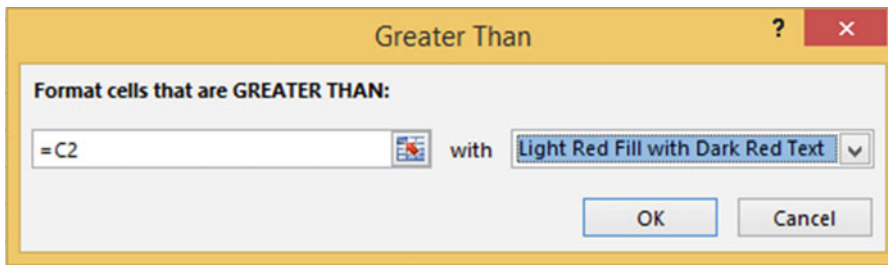 Greater Than
?
Format cells that are GREATER THAN:
=C2 with Light Red Fill with Dark Red Text
OK Cancel